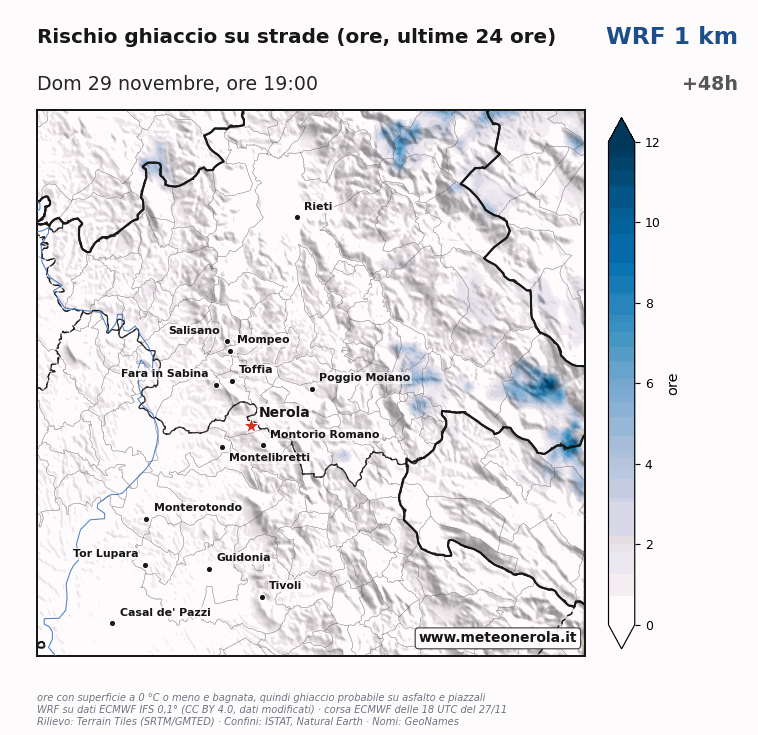 Rischio ghiaccio su strade (ore, ultime 24 ore)
WRF 1 km
Dom 29 novembre, ore 19:00
+48h
Rieti
Salisano
Mompeo
Fara in Sabina
Toffia
Poggio Moiano
Nerola
Montorio Romano
Montelibretti
Monterotondo
Tor Lupara
Guidonia
Tivoli
Casal de' Pazzi
www.meteonerola.it
12
10
8
6
4
2
0
ore
ore con superficie a 0 °C o meno e bagnata, quindi ghiaccio probabile su asfalto e piazzali
WRF su dati ECMWF IFS 0,1° (CC BY 4.0, dati modificati) · corsa ECMWF delle 18 UTC del 27/11
Rilievo: Terrain Tiles (SRTM/GMTED) · Confini: ISTAT, Natural Earth · Nomi: GeoNames